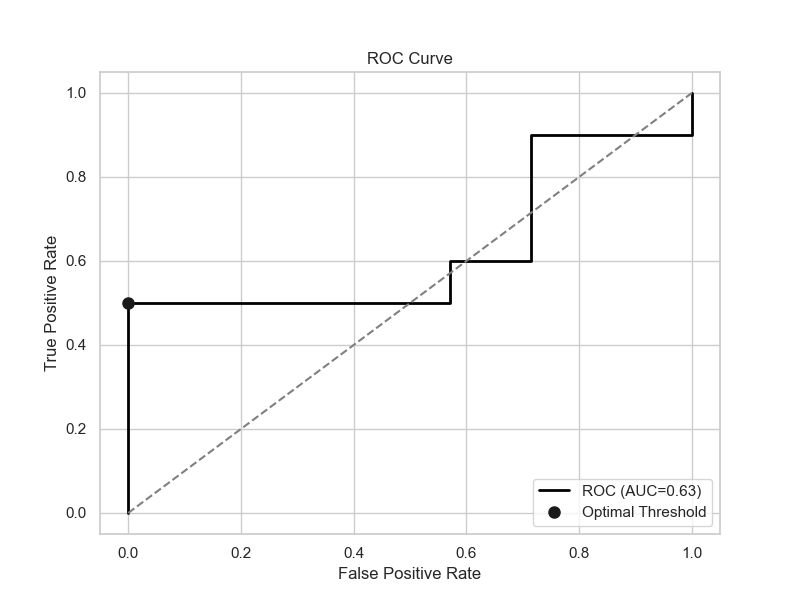 ROC Curve
1.0
0.8
0.6
0.4
0.2
0.0
True Positive Rate
0.0 0.2 0.4 0.6 0.8 1.0
False Positive Rate
ROC (AUC=0.63)
Optimal Threshold